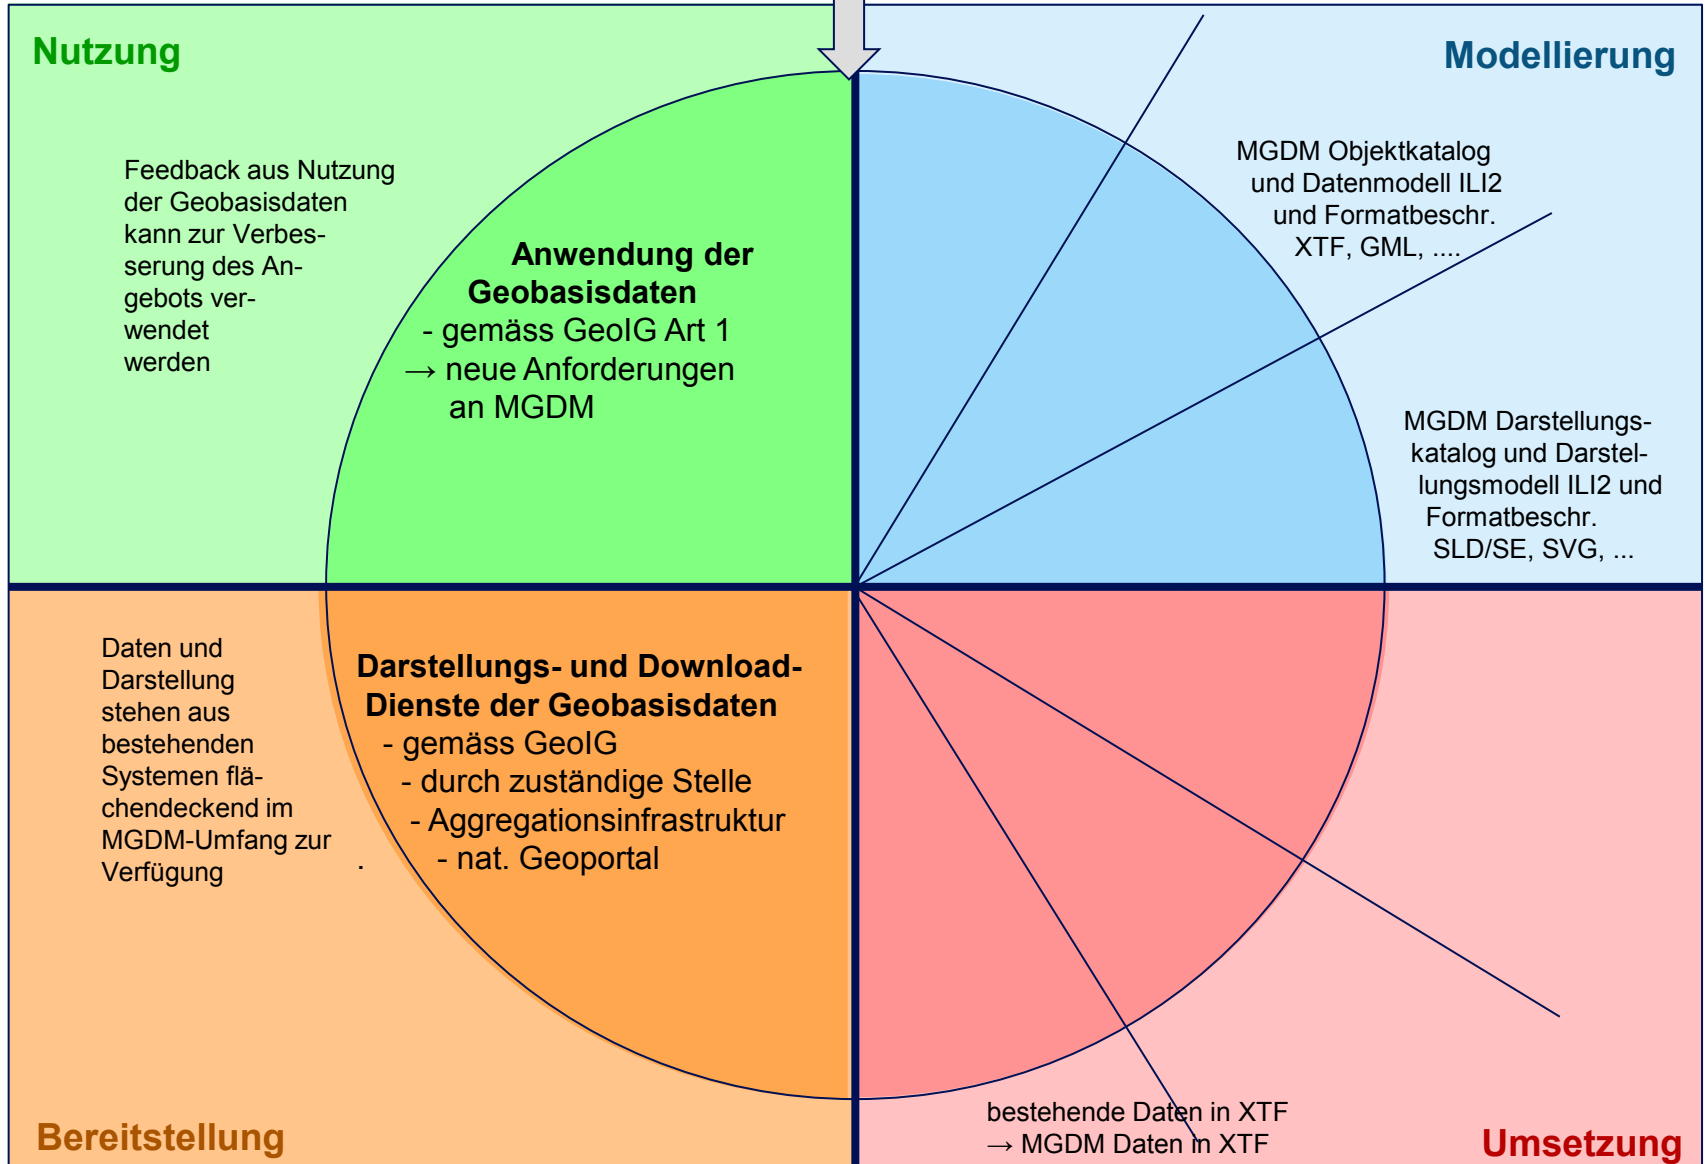 Nutzung
Feedback aus Nutzung
der Geobasisdaten
kann zur Verbes-
serung des An-
gebots ver-
wendet
werden
Anwendung der
Geobasisdaten
- gemäss GeoIG Art 1
→ neue Anforderungen
an MGDM
Modellierung
MGDM Objektkatalog
und Datenmodell ILI2
und Formatbeschr.
XTF, GML, ....
MGDM Darstellungs-
katalog und Darstel-
lungsmodell ILI2 und
Formatbeschr.
SLD/SE, SVG, ...
Daten und
Darstellung
stehen aus
bestehenden
Systemen flä-
chendeckend im
MGDM-Umfang zur
Verfügung
.
Darstellungs- und Download-
Dienste der Geobasisdaten
- gemäss GeoIG
- durch zuständige Stelle
- Aggregationsinfrastruktur
- nat. Geoportal
Bereitstellung
bestehende Daten in XTF
→ MGDM Daten in XTF
Umsetzung